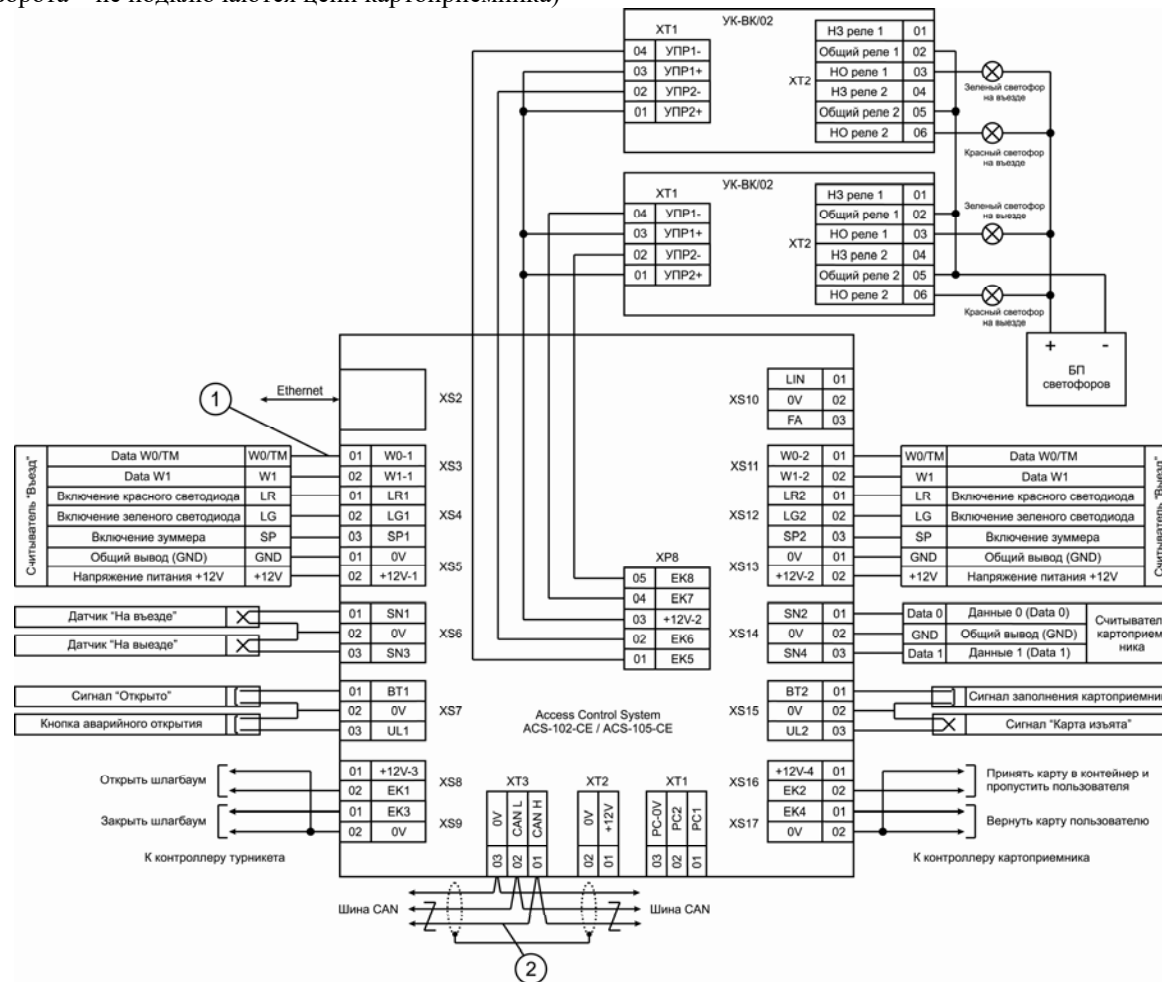 ворота – не подключаются цепи картоприемника)
УК-ВК/02
XT1
04 УПР1-
03 УПР1+
02 УПР2-
01 УПР2+
XT2
НЗ реле 1 01
Общий реле 1 02
НО реле 1 03
НЗ реле 2 04
Общий реле 2 05
НО реле 2 06
Зеленый светофор
на въезде
Красный светофор
на въезде
УК-ВК/02
XT1
04 УПР1-
03 УПР1+
02 УПР2-
01 УПР2+
XT2
НЗ реле 1 01
Общий реле 1 02
НО реле 1 03
НЗ реле 2 04
Общий реле 2 05
НО реле 2 06
Зеленый светофор
на выезде
Красный светофор
на выезде
+ -
БП
светофоров
1
Ethernet
XS2
LIN 01
XS10
0V 02
FA 03
Считыватель "Въезд"
Data W0/TM W0/TM 01 W0-1
XS3
Data W1 W1 02 W1-1
Включение красного светодиода LR 01 LR1
Включение зеленого светодиода LG 02 LG1
XS4
Включение зуммера SP 03 SP1
Общий вывод (GND) GND 01 0V
XS5
Напряжение питания +12V +12V 02 +12V-1
XS11
W0-2 01 W0/TM Data W0/TM
W1-2 02 W1 Data W1
LR2 01 LR Включение красного светодиода
XS12
LG2 02 LG Включение зеленого светодиода
SP2 03 SP Включение зуммера
XS13
0V 01 GND Общий вывод (GND)
+12V-2 02 +12V Напряжение питания +12V
Считыватель "Выезд"
XP8
05 EK8
04 EK7
03 +12V-2
02 EK6
01 EK5
Датчик "На въезде" 01 SN1
02 0V
XS6
Датчик "На выезде" 03 SN3
SN2 01 Data 0 Данные 0 (Data 0)
XS14
0V 02 GND Общий вывод (GND)
SN4 03 Data 1 Данные 1 (Data 1)
Считывател
картоприем
ника
Сигнал "Открыто" 01 BT1
02 0V
XS7
Кнопка аварийного открытия 03 UL1
Access Control System
ACS-102-CE / ACS-105-CE
BT2 01 Сигнал заполнения картоприемни
XS15
0V 02
UL2 03 Сигнал "Карта изъята"
Открыть шлагбаум
01 +12V-3
XS8
02 EK1
Закрыть шлагбаум
01 EK3
XS9
02 0V
К контроллеру турникета
XT3
0V CAN L CAN H
03 02 01
XT2
0V +12V
02 01
XT1
PC-0V PC2 PC1
03 02 01
XS16
+12V-4 01
EK2 02
Принять карту в контейнер и
пропустить пользователя
XS17
EK4 01
0V 02
Вернуть карту пользователю
К контроллеру картоприемника
Шина CAN
Шина CAN
2